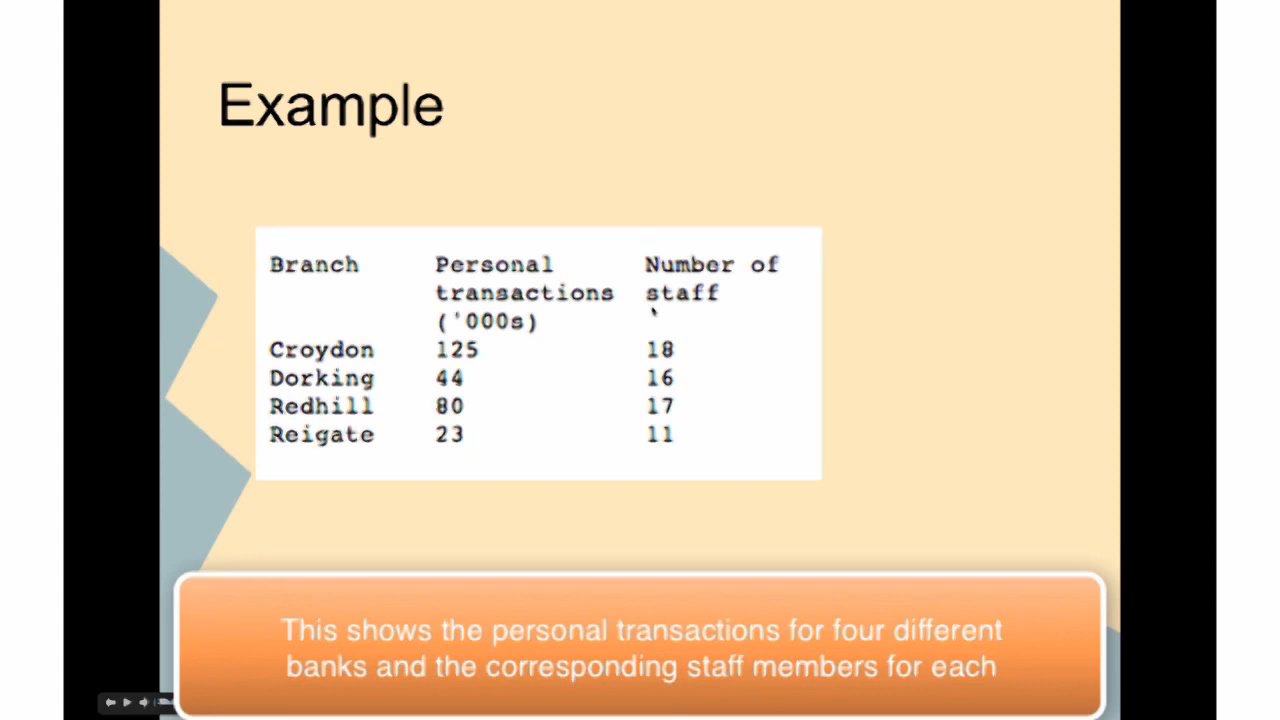 Example
Branch Personal Number of
transactions staff
('000s)
Croydon 125 18
Dorking 44 16
Redhill 80 17
Reigate 23 11
This shows the personal transactions for four different
banks and the corresponding staff members for each